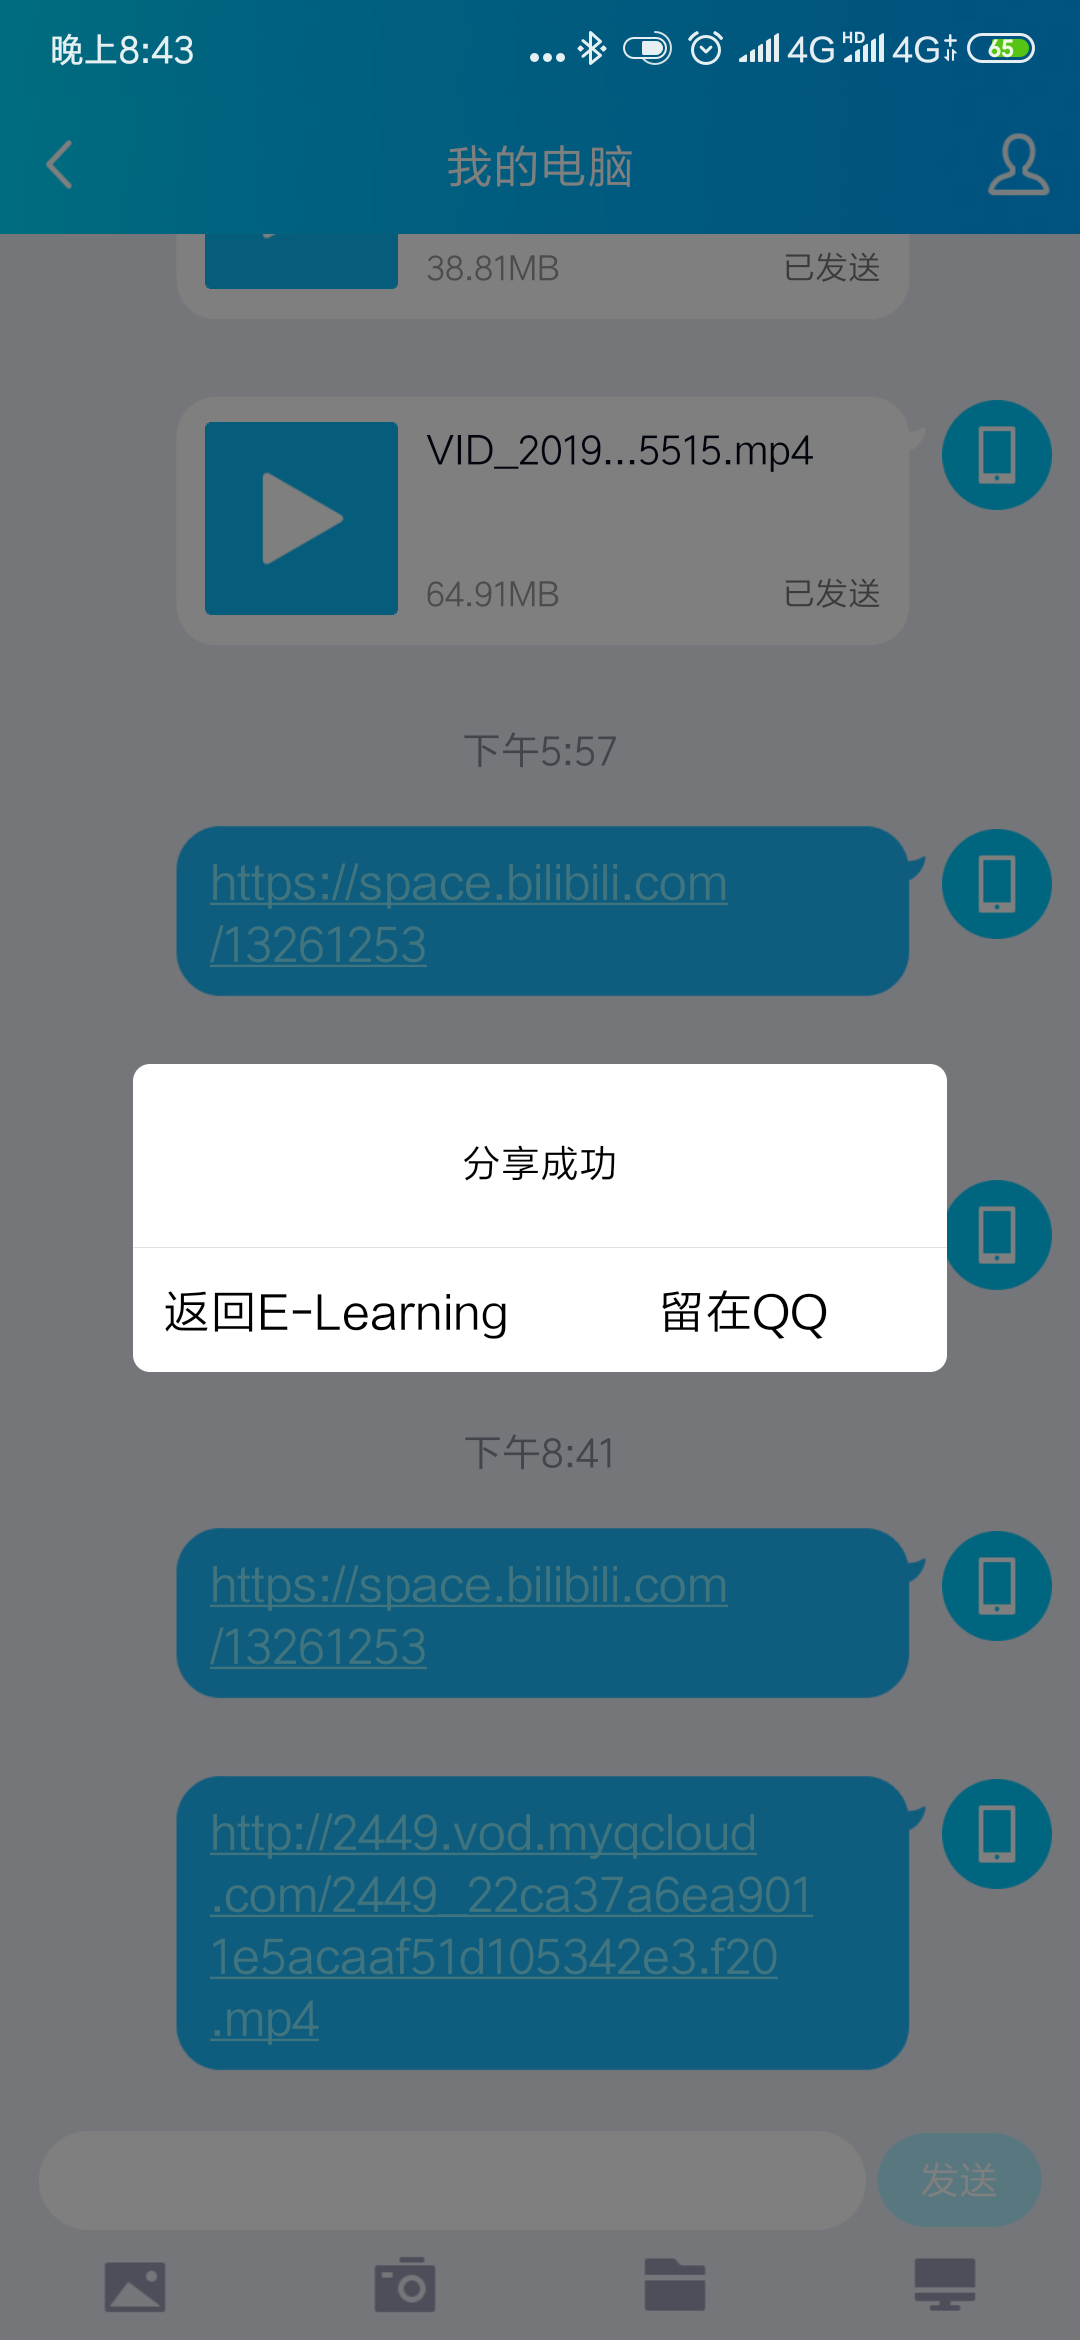 晚上8:43
4G HD 4G 65
我的电脑
38.81MB 已发送
VID_2019...5515.mp4
64.91MB 已发送
下午5:57
https://space.bilibili.com
/13261253
分享成功
返回E-Learning 留在QQ
下午8:41
https://space.bilibili.com
/13261253
http://2449.vod.myqcloud
.com/2449_22ca37a6ea901
1e5acaaf51d105342e3.f20
.mp4
发送